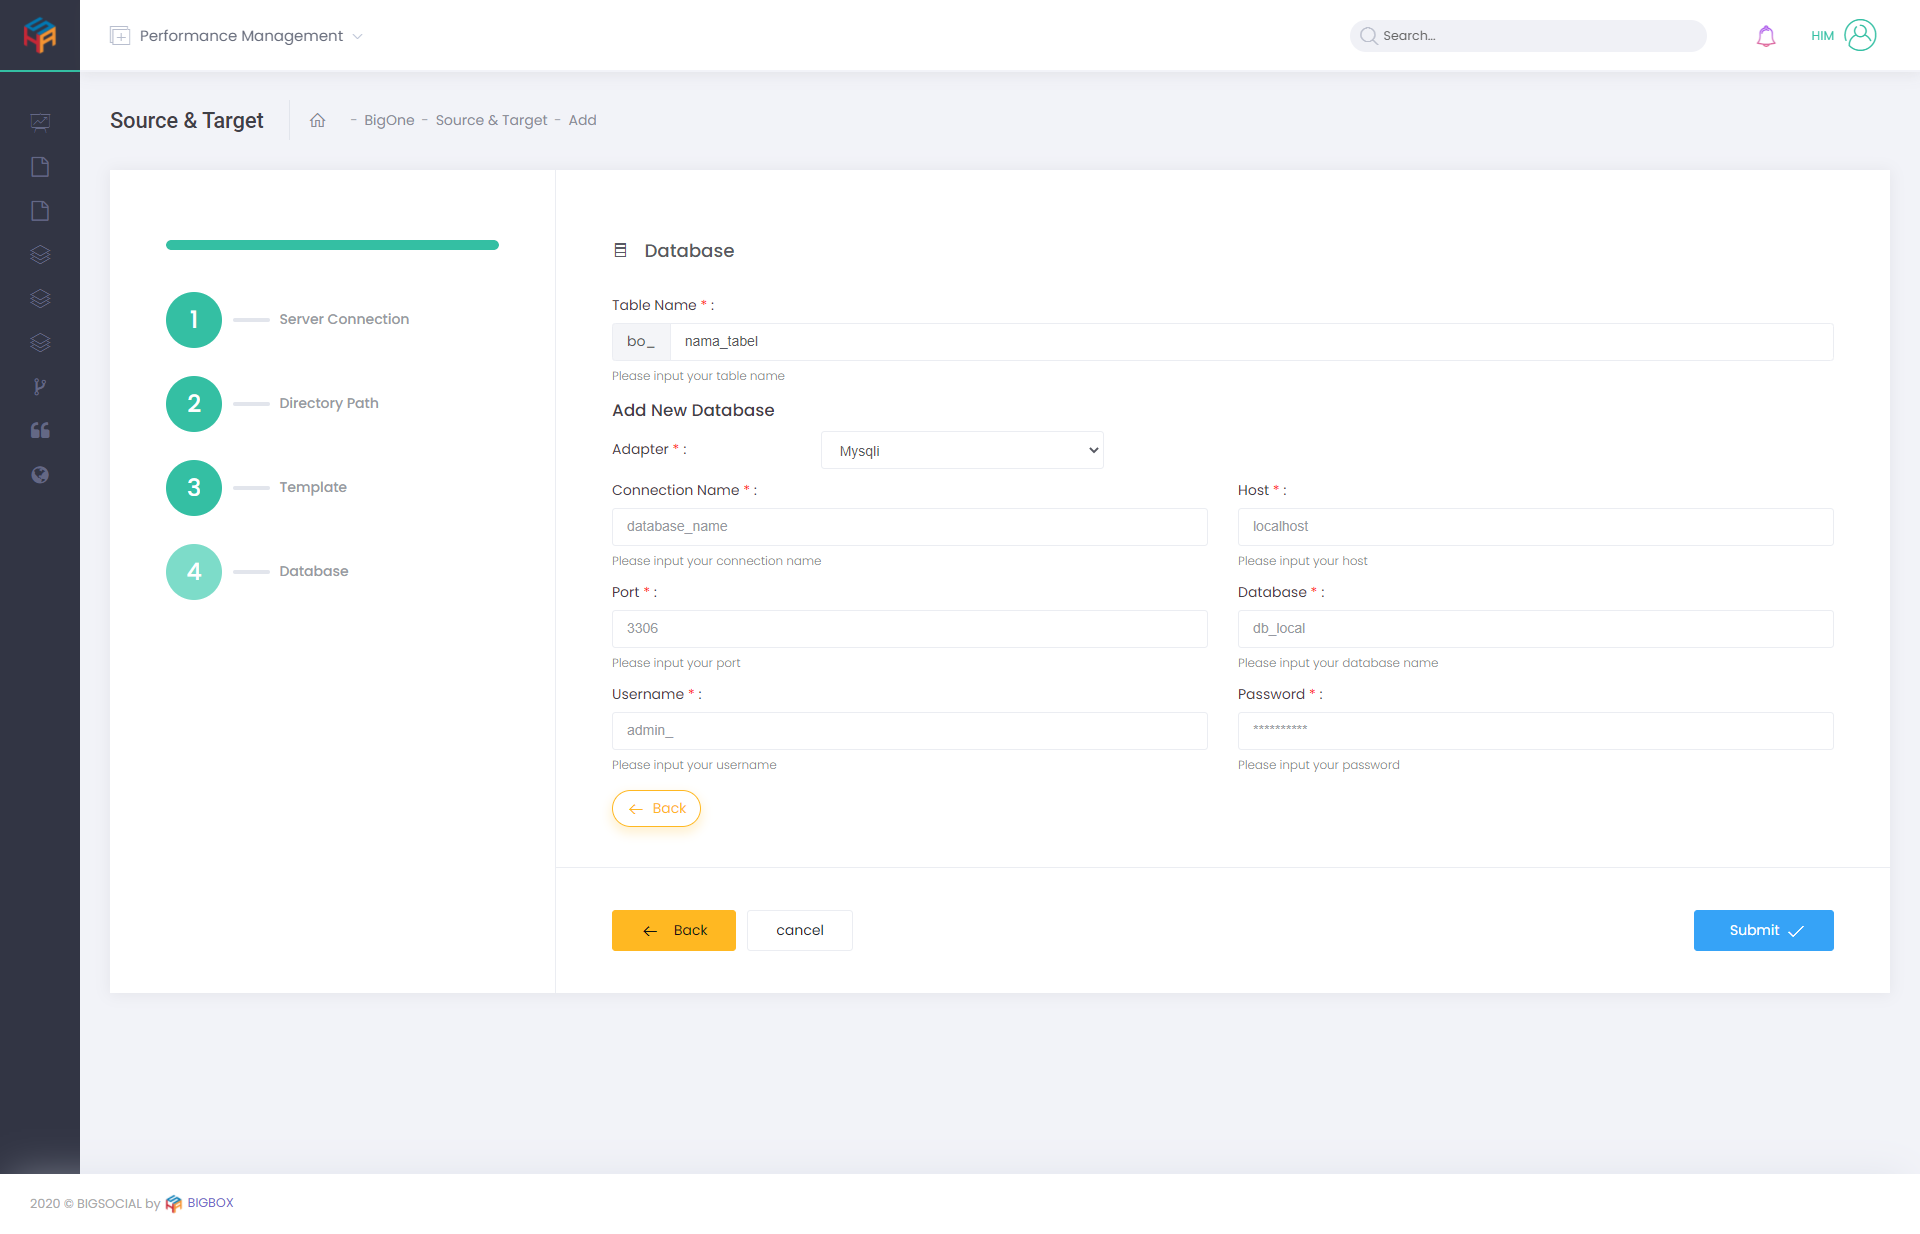 Performance Management
Search...
HIM
Source & Target
- BigOne - Source & Target - Add
1 Server Connection
2 Directory Path
3 Template
4 Database
Database
Table Name * :
bo_ nama_tabel
Please input your table name
Add New Database
Adapter * : Mysqli
Connection Name * : Host * :
database_name localhost
Please input your connection name Please input your host
Port * : Database * :
3306 db_local
Please input your port Please input your database name
Username * : Password * :
admin_ **********
Please input your username Please input your password
Back
Back cancel Submit
2020 © BIGSOCIAL by BIGBOX